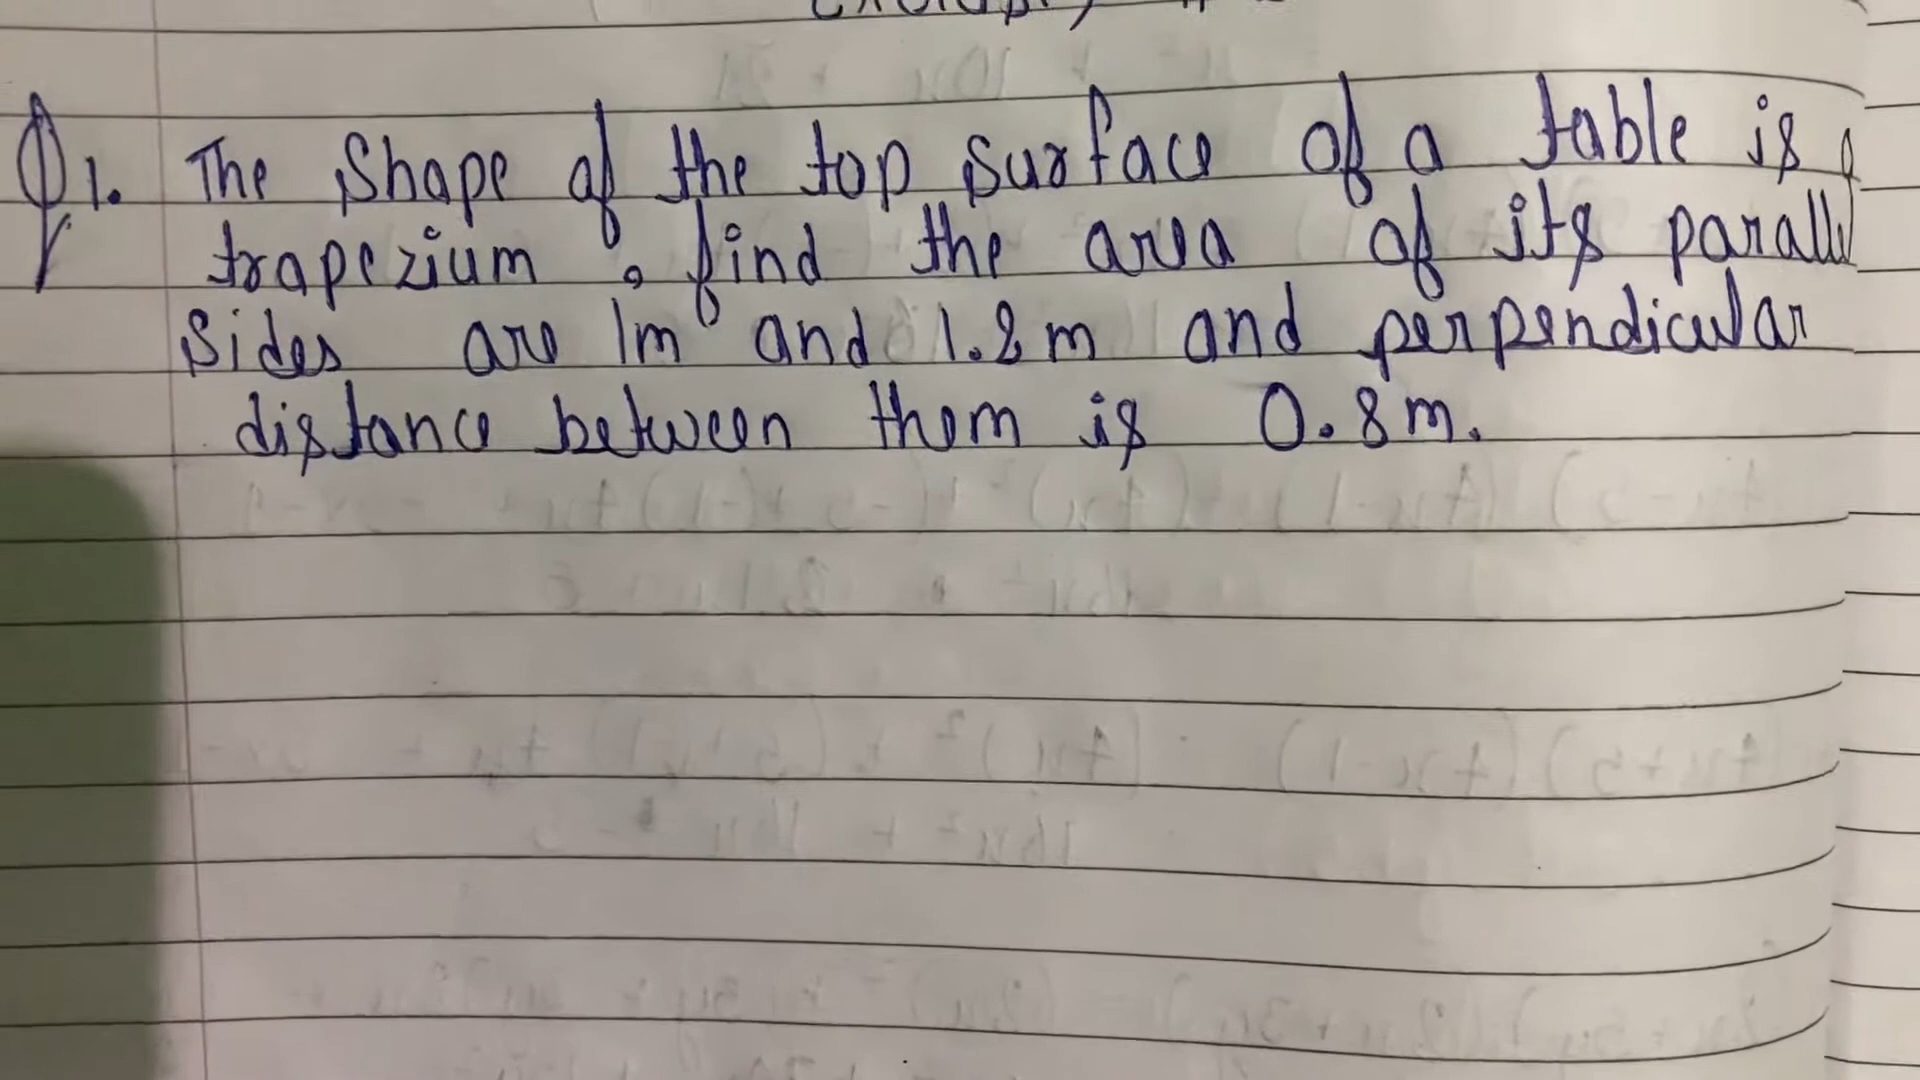 Q1. The Shape of the top surface of a table is a
trapezium . find the area of its parallel
sides are 1m and 1.2 m and perpendicular
distance between them is 0.8m.